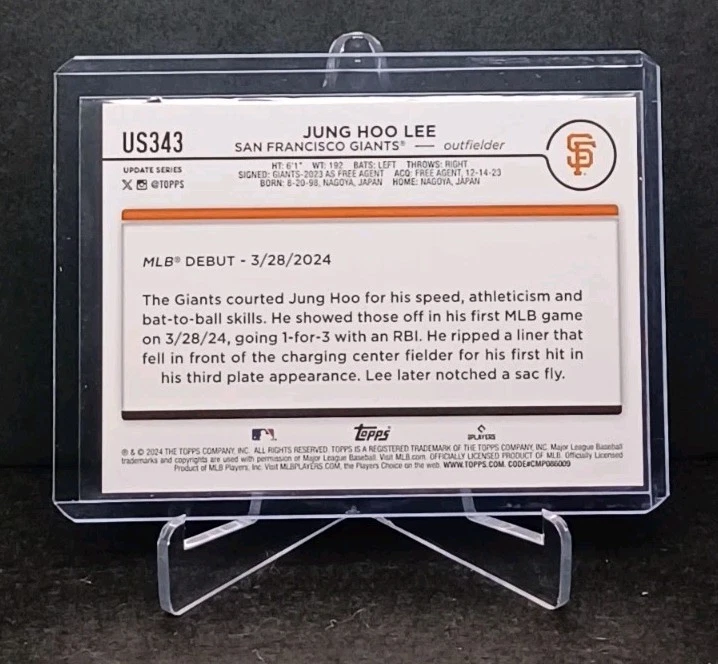 US343
JUNG HOO LEE
SAN FRANCISCO GIANTS® — outfielder
SF
UPDATE SERIES
@TOPPS
HT: 6'1" WT: 192 BATS: LEFT THROWS: RIGHT
SIGNED: GIANTS-2023 AS FREE AGENT ACQ: FREE AGENT, 12-14-23
BORN: 8-20-98, NAGOYA, JAPAN HOME: NAGOYA, JAPAN
MLB® DEBUT - 3/28/2024
The Giants courted Jung Hoo for his speed, athleticism and
bat-to-ball skills. He showed those off in his first MLB game
on 3/28/24, going 1-for-3 with an RBI. He ripped a liner that
fell in front of the charging center fielder for his first hit in
his third plate appearance. Lee later notched a sac fly.
Topps
PLAYERS
® & © 2024 THE TOPPS COMPANY, INC. ALL RIGHTS RESERVED. TOPPS IS A REGISTERED TRADEMARK OF THE TOPPS COMPANY, INC. Major League Baseball
trademarks and copyrights are used with permission of Major League Baseball. Visit MLB.com. OFFICIALLY LICENSED PRODUCT OF MLB. Officially Licensed
Product of MLB Players, Inc. Visit MLBPLAYERS.COM, the Players Choice on the web. WWW.TOPPS.COM. CODE#CMP086009